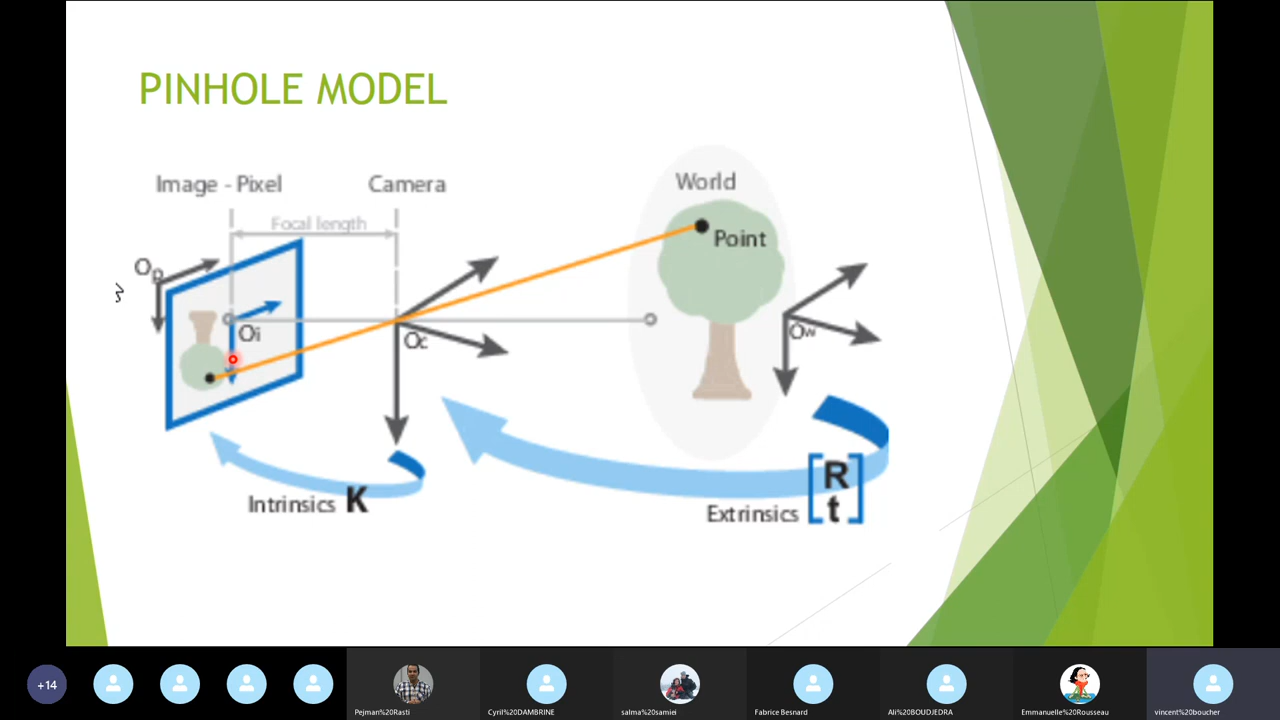 PINHOLE MODEL
Image - Pixel
Camera
World
Focal length
Point
Op
Oi
Oc
Ow
R
t
Intrinsics K
Extrinsics
+14
Pejman%20Rasti
Cyril%20DAMBRINE
salma%20samiei
Fabrice Besnard
Ali%20BOUDJEDRA
Emmanuelle%20Rousseau
vincent%20boucher